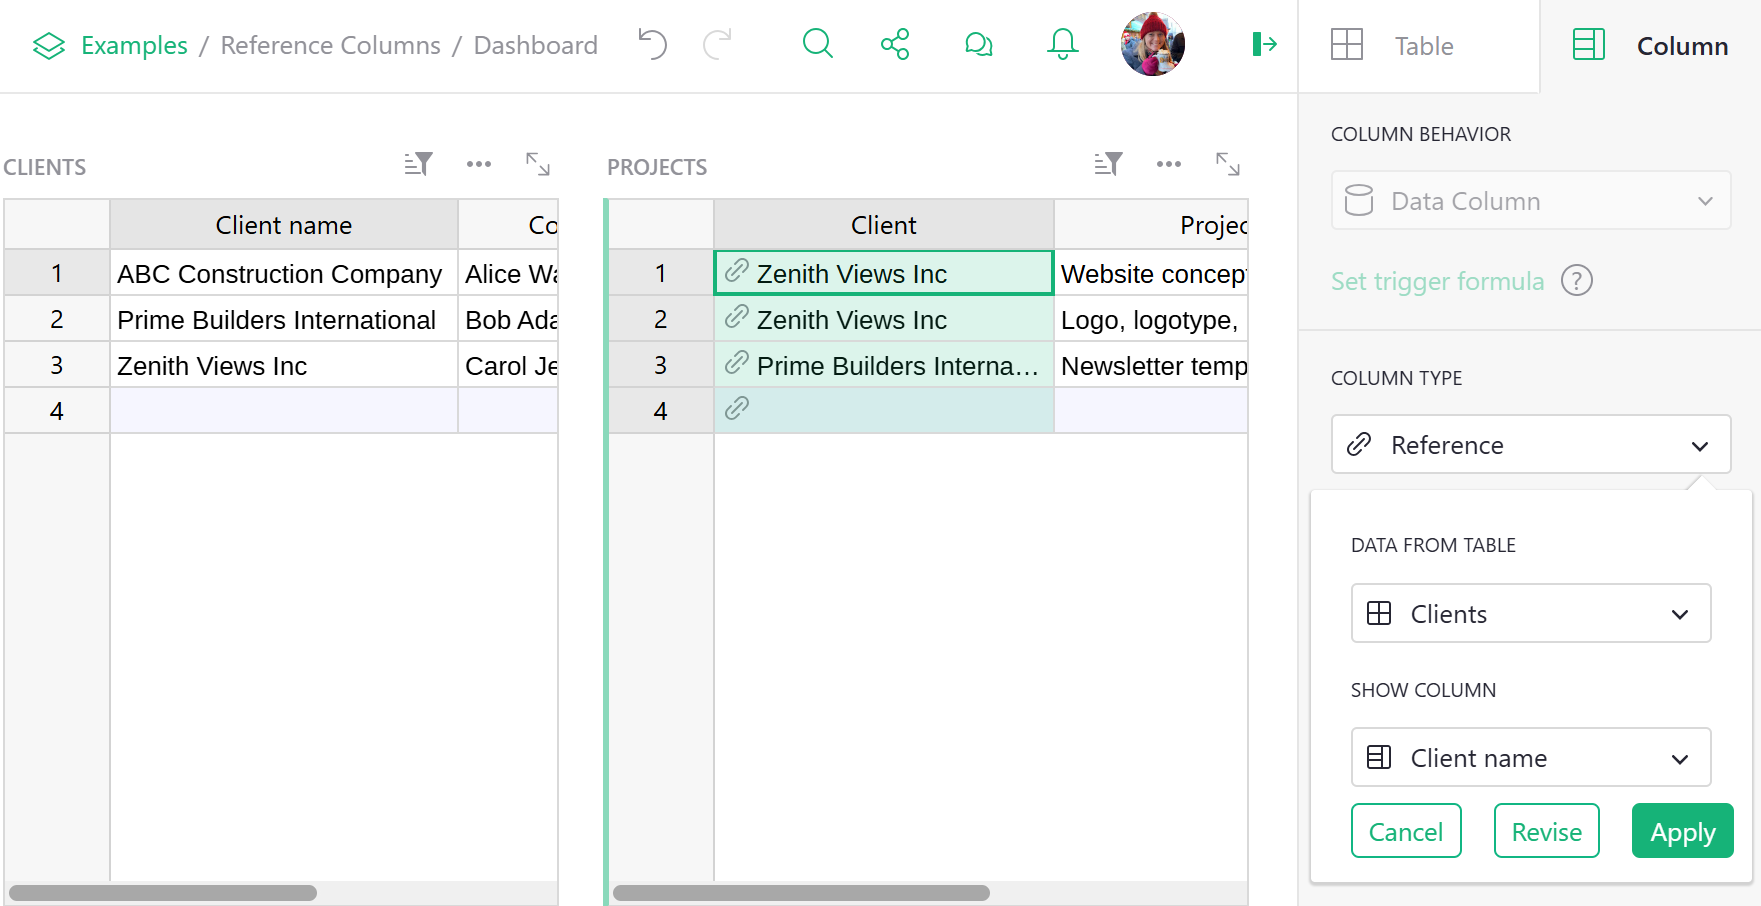 Examples / Reference Columns / Dashboard
Table
Column
CLIENTS
Client name Co
1 ABC Construction Company Alice Wa
2 Prime Builders International Bob Ada
3 Zenith Views Inc Carol Je
4
PROJECTS
Client Projec
1 Zenith Views Inc Website concept
2 Zenith Views Inc Logo, logotype,
3 Prime Builders Interna... Newsletter temp
4
COLUMN BEHAVIOR
Data Column
Set trigger formula ?
COLUMN TYPE
Reference
DATA FROM TABLE
Clients
SHOW COLUMN
Client name
Cancel Revise Apply